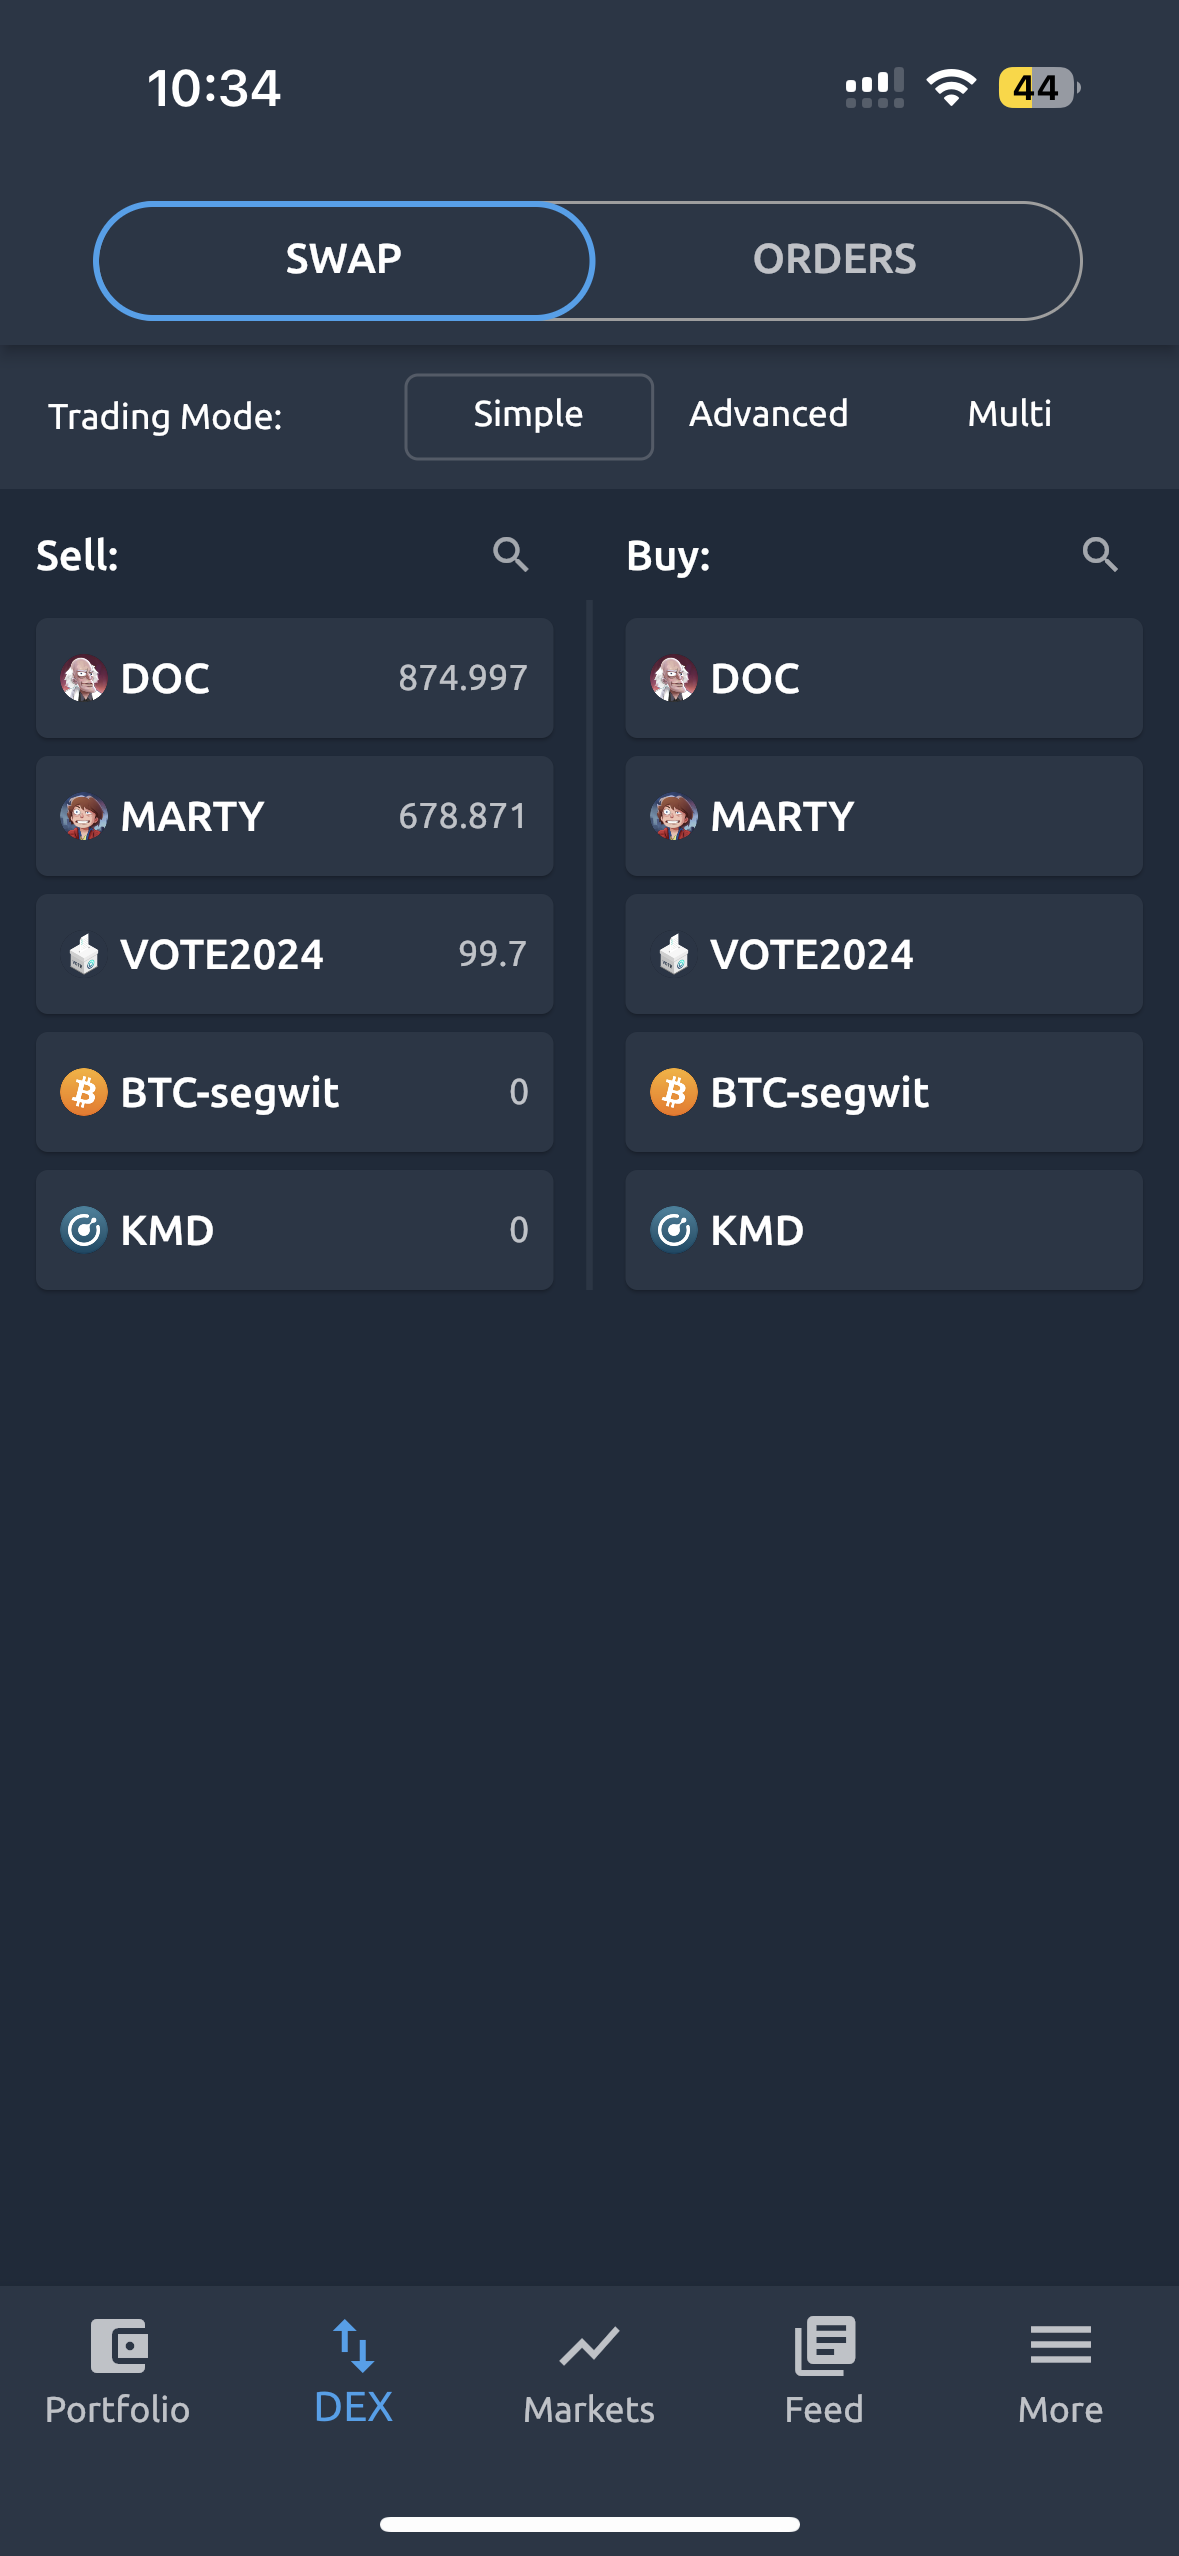 10:34
44
SWAP ORDERS
Trading Mode: Simple Advanced Multi
Sell: Buy:
DOC 874.997 DOC
MARTY 678.871 MARTY
VOTE2024 99.7 VOTE2024
BTC-segwit 0 BTC-segwit
KMD 0 KMD
Portfolio DEX Markets Feed More